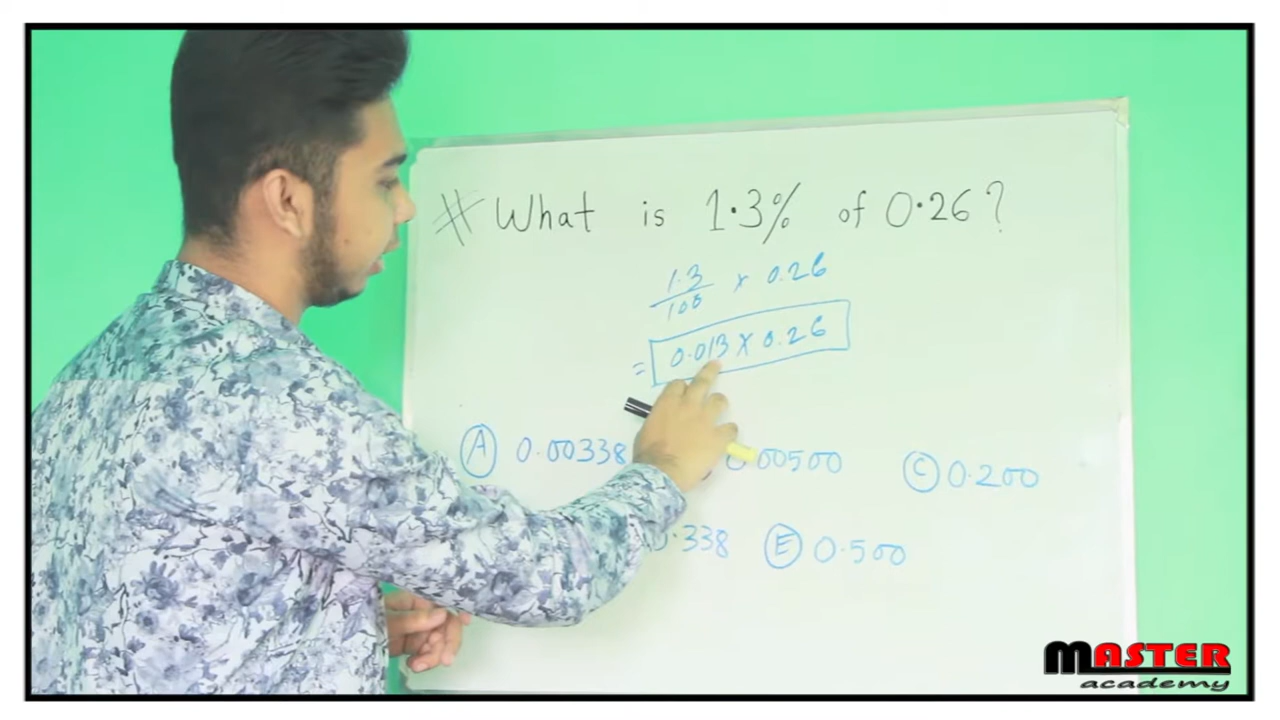 # What is 1.3% of 0.26?
1.3/100 x 0.26
= 0.013 x 0.26
A 0.00338 0.00500 C 0.200
0.338 E 0.500
MASTER
academy